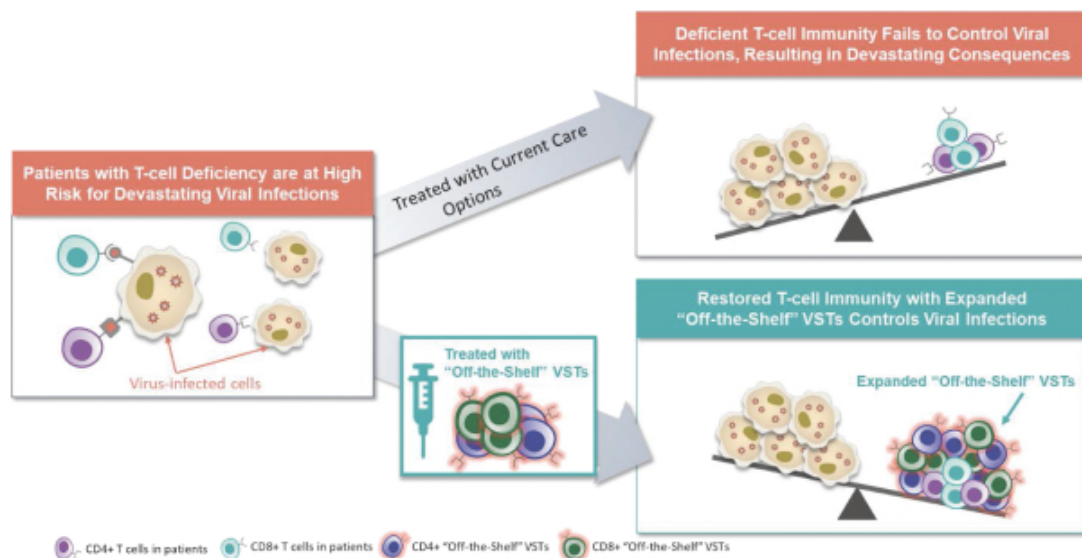 Patients with T-cell Deficiency are at High
Risk for Devastating Viral Infections
Virus-infected cells
Treated with Current Care
Options
Deficient T-cell Immunity Fails to Control Viral
Infections, Resulting in Devastating Consequences
Treated with
“Off-the-Shelf” VSTs
Restored T-cell Immunity with Expanded
“Off-the-Shelf” VSTs Controls Viral Infections
Expanded “Off-the-Shelf” VSTs
CD4+ T cells in patients
CD8+ T cells in patients
CD4+ “Off-the-Shelf” VSTs
CD8+ “Off-the-Shelf” VSTs